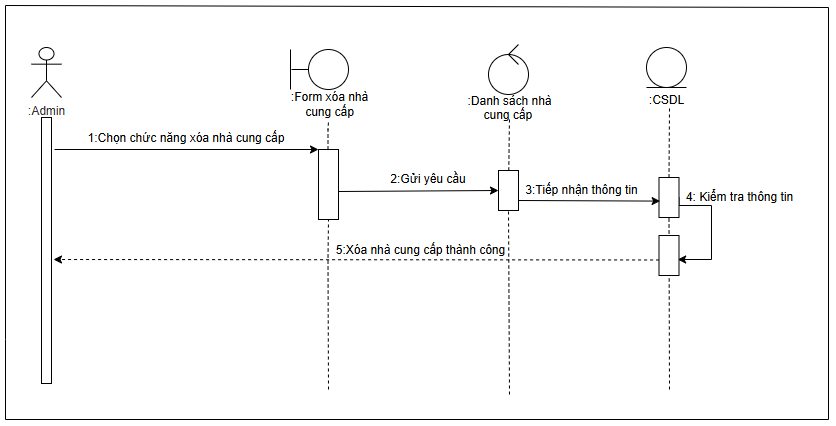 :Admin
:Form xóa nhà
cung cấp
:Danh sách nhà
cung cấp
:CSDL
1:Chọn chức năng xóa nhà cung cấp
2:Gửi yêu cầu
3:Tiếp nhận thông tin
4: Kiểm tra thông tin
5:Xóa nhà cung cấp thành công